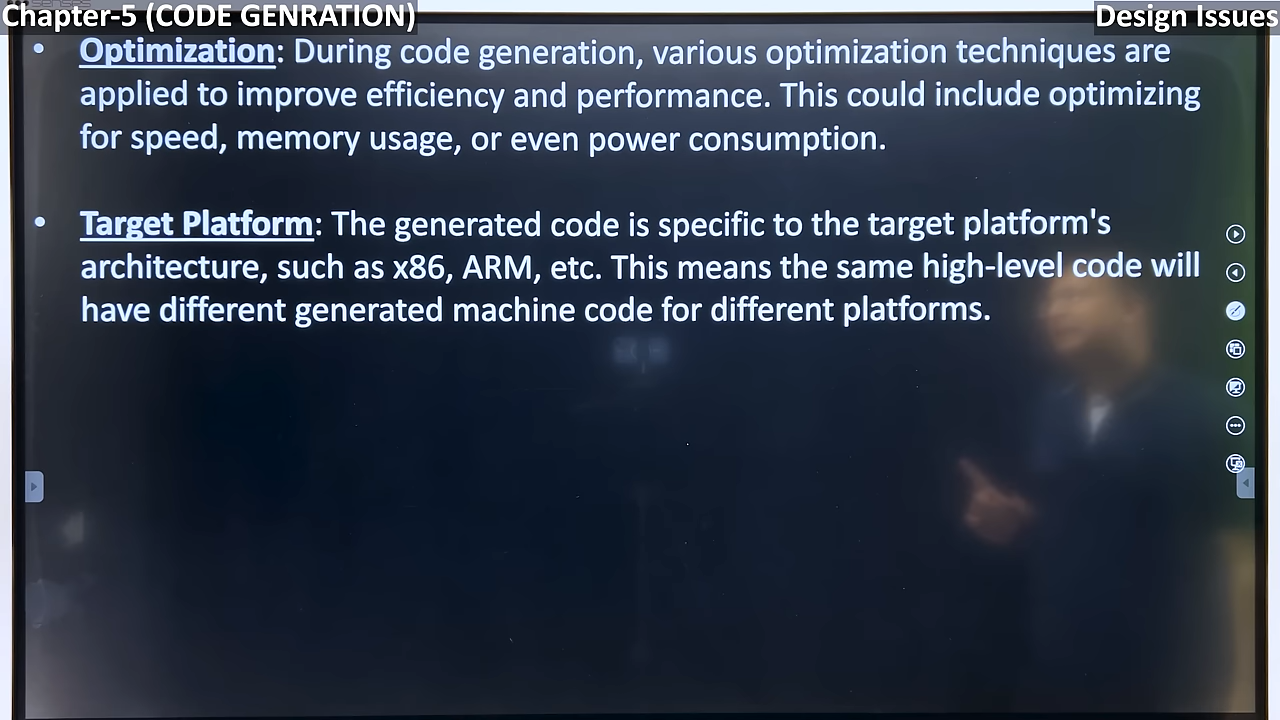 Chapter-5 (CODE GENRATION)
Design Issues
• Optimization: During code generation, various optimization techniques are
applied to improve efficiency and performance. This could include optimizing
for speed, memory usage, or even power consumption.
• Target Platform: The generated code is specific to the target platform's
architecture, such as x86, ARM, etc. This means the same high-level code will
have different generated machine code for different platforms.